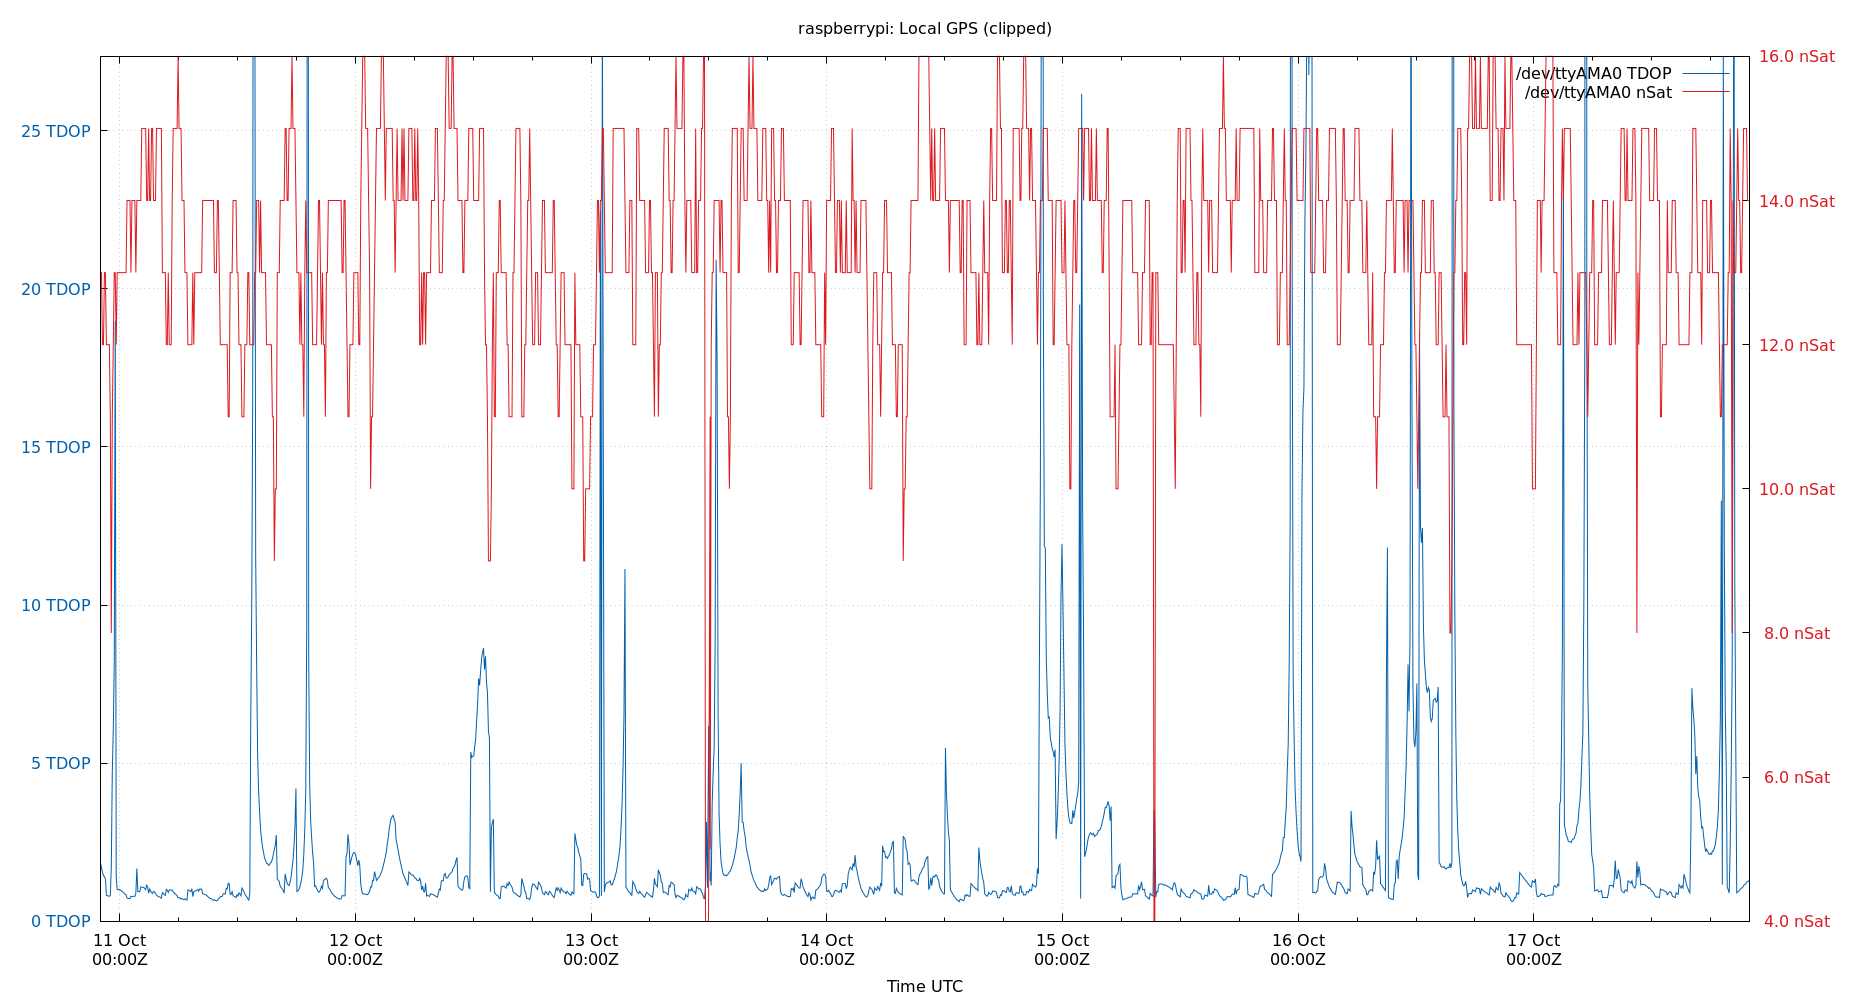 raspberrypi: Local GPS (clipped)
/dev/ttyAMA0 TDOP
/dev/ttyAMA0 nSat
25 TDOP
20 TDOP
15 TDOP
10 TDOP
5 TDOP
0 TDOP
16.0 nSat
14.0 nSat
12.0 nSat
10.0 nSat
8.0 nSat
6.0 nSat
4.0 nSat
11 Oct 12 Oct 13 Oct 14 Oct 15 Oct 16 Oct 17 Oct
00:00Z 00:00Z 00:00Z 00:00Z 00:00Z 00:00Z 00:00Z
Time UTC